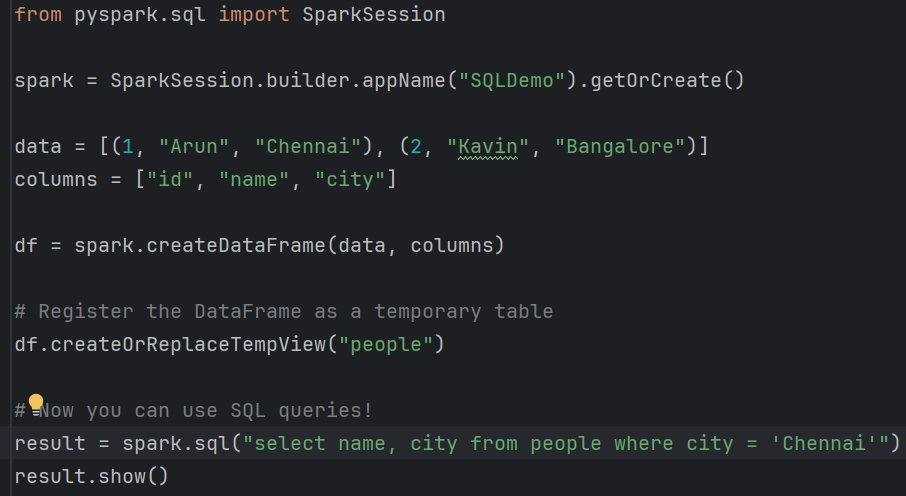 from pyspark.sql import SparkSession
spark = SparkSession.builder.appName("SQLDemo").getOrCreate()
data = [(1, "Arun", "Chennai"), (2, "Kavin", "Bangalore")]
columns = ["id", "name", "city"]
df = spark.createDataFrame(data, columns)
# Register the DataFrame as a temporary table
df.createOrReplaceTempView("people")
# Now you can use SQL queries!
result = spark.sql("select name, city from people where city = 'Chennai'")
result.show()